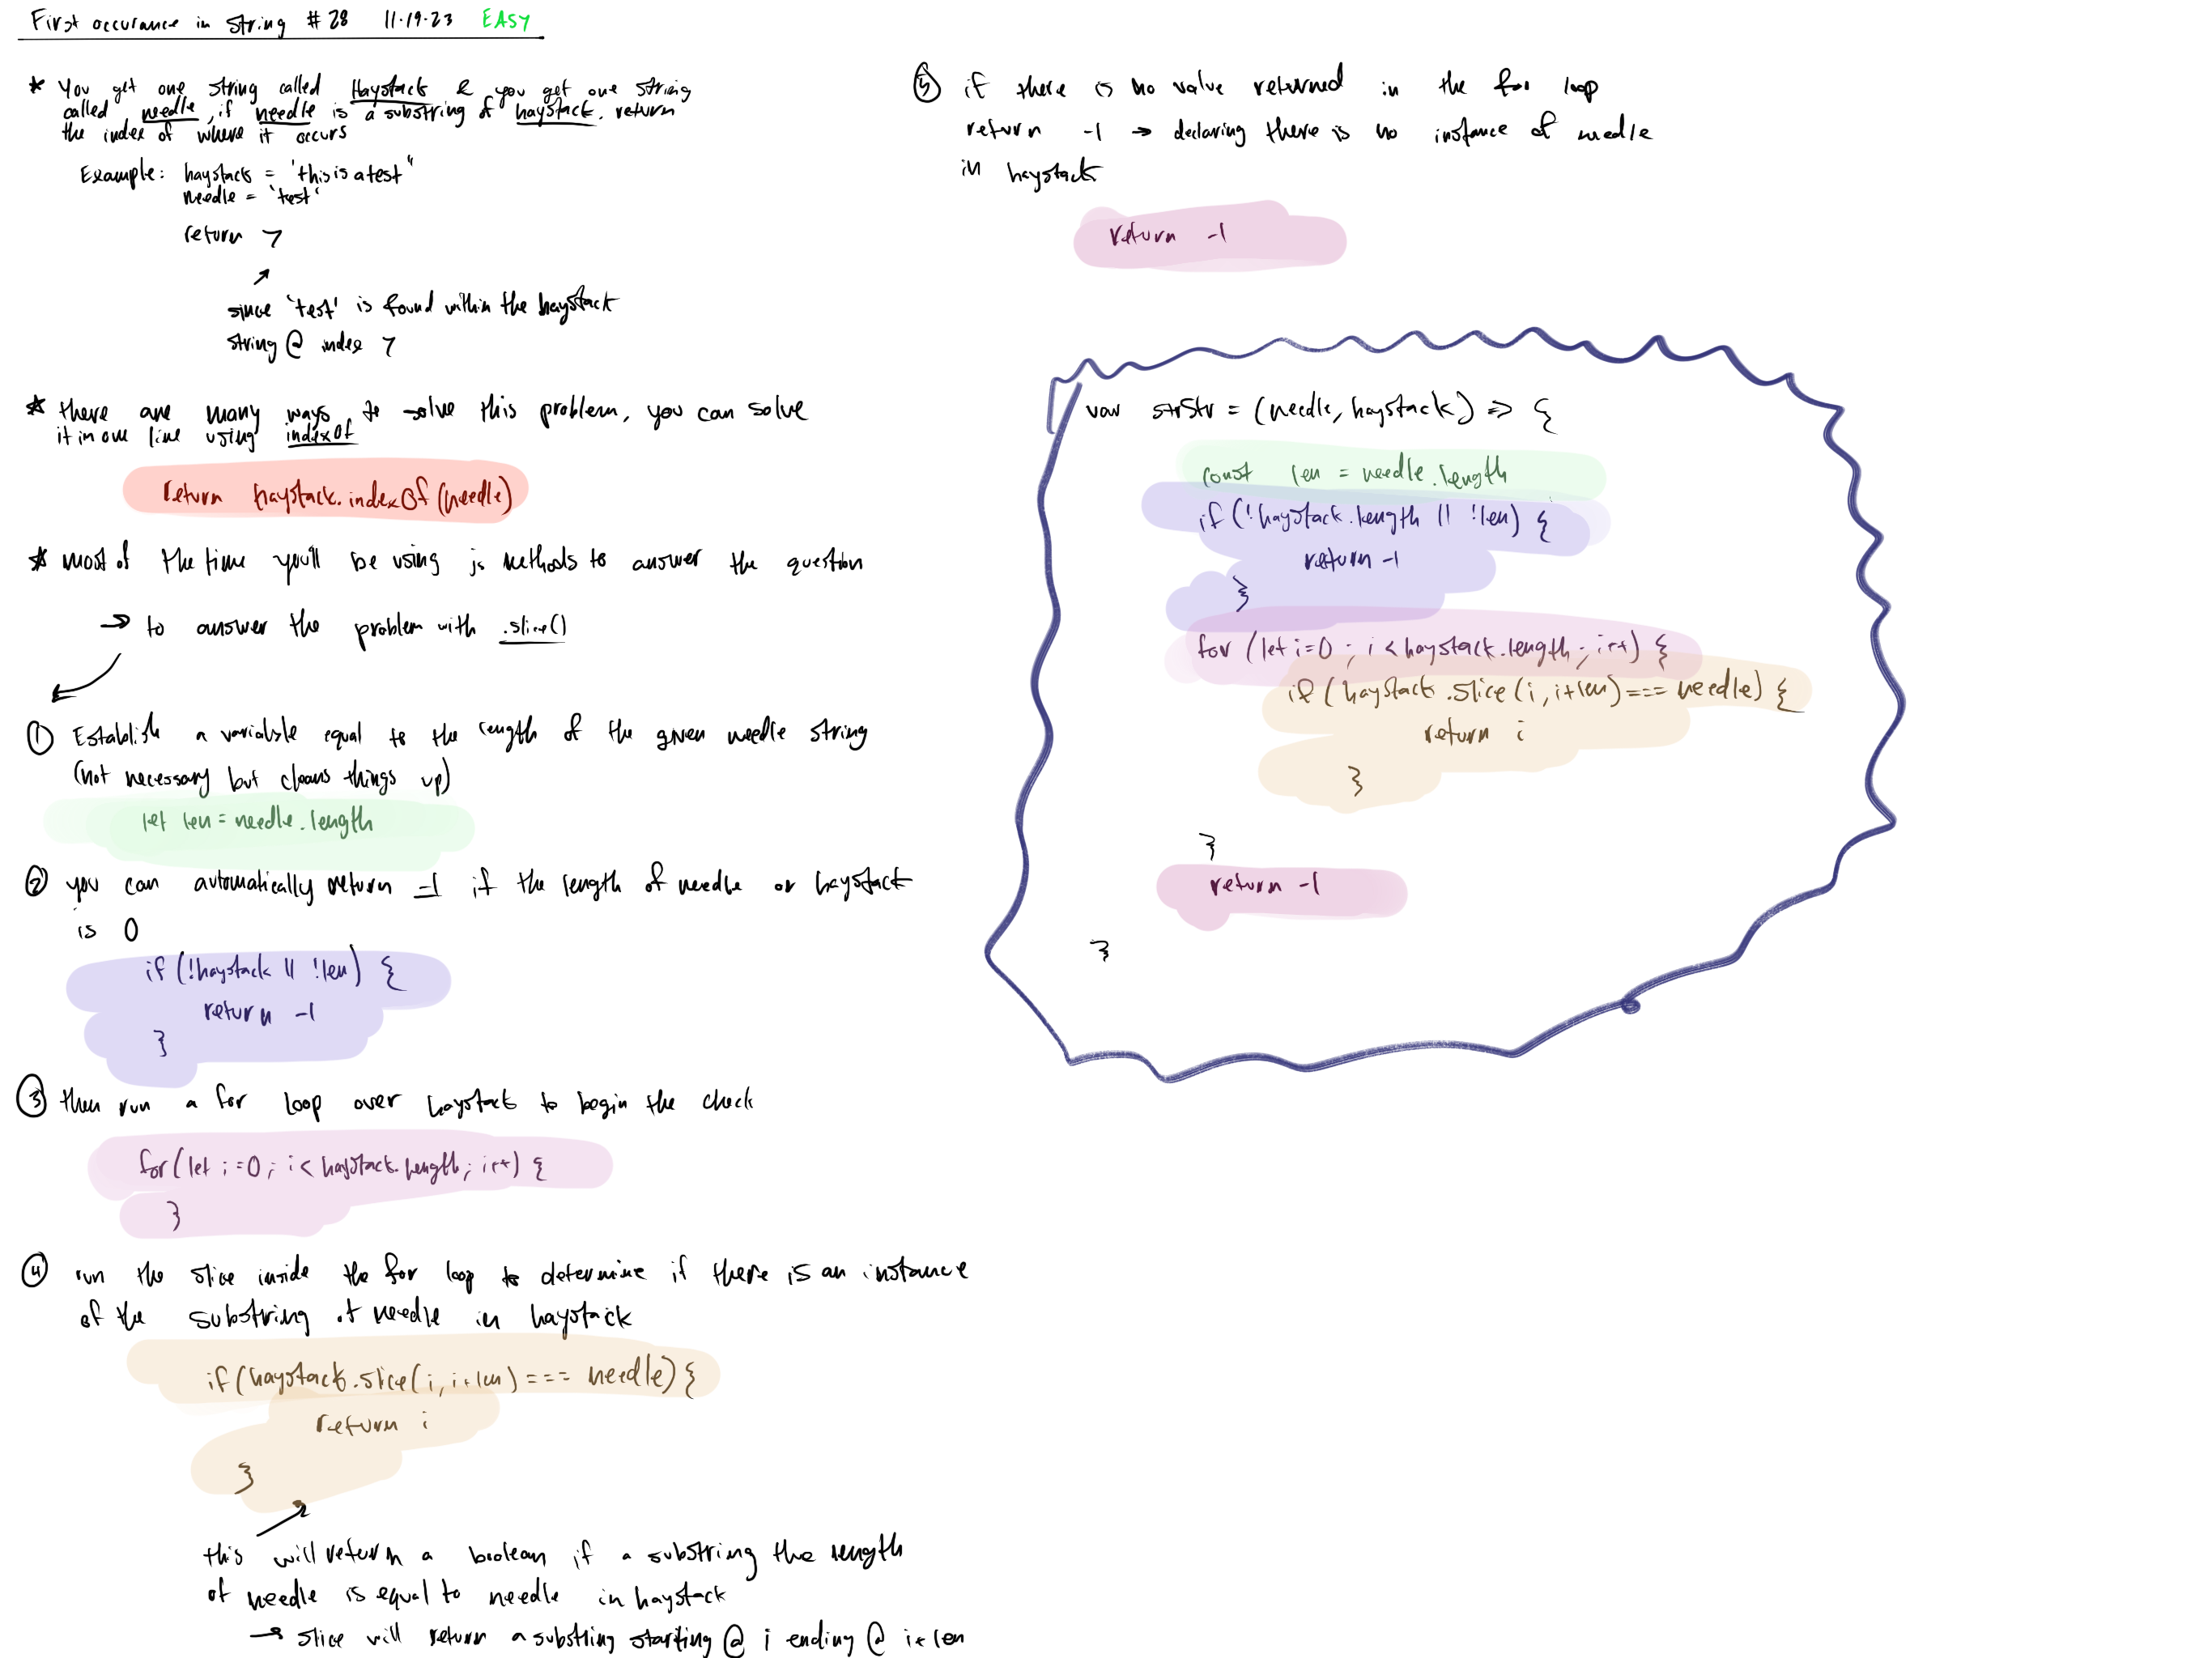 First occurance in string #28 11·19·23 EASY
* You get one string called Haystack & you get one string
called needle, if needle is a substring of haystack. return
the index of where it occurs
Example: haystack = 'this is a test"
needle = 'test'
return 7
since 'test' is found within the haystack
string @ index 7
* there are many ways to solve this problem, you can solve
it in one line using indexOf
return haystack.indexOf(needle)
* most of the time you'll be using js methods to answer the question
→ to answer the problem with .slice()
① Establish a variable equal to the length of the given needle string
(not necessary but cleans things up)
let len = needle.length
② you can automatically return -1 if the length of needle or haystack
is 0
if (!haystack || !len) {
return -1
}
③ then run a for loop over haystack to begin the check
for(let i=0; i< haystack.length; i++) {
}
④ run the slice inside the for loop to determine if there is an instance
of the substring of needle in haystack
if(haystack.slice(i, i+len) === needle) {
return i
}
this will return a boolean if a substring the length
of needle is equal to needle in haystack
→ slice will return a substring starting @ i ending @ i+len
⑤ if there is no value returned in the for loop
return -1 → declaring there is no instance of needle
in haystack
return -1
var strStr = (needle, haystack) => {
const len = needle.length
if (!haystack.length || !len) {
return -1
}
for (let i=0; i < haystack.length; i++) {
if (haystack.slice(i, i+len) === needle) {
return i
}
}
return -1
}